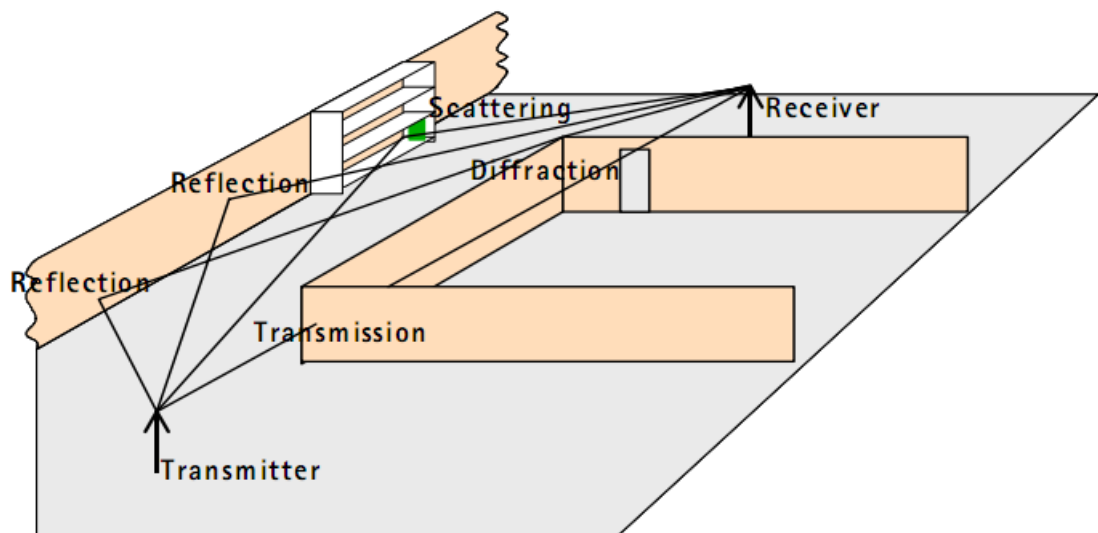 Scattering
Receiver
Reflection
Diffraction
Reflection
Transmission
Transmitter